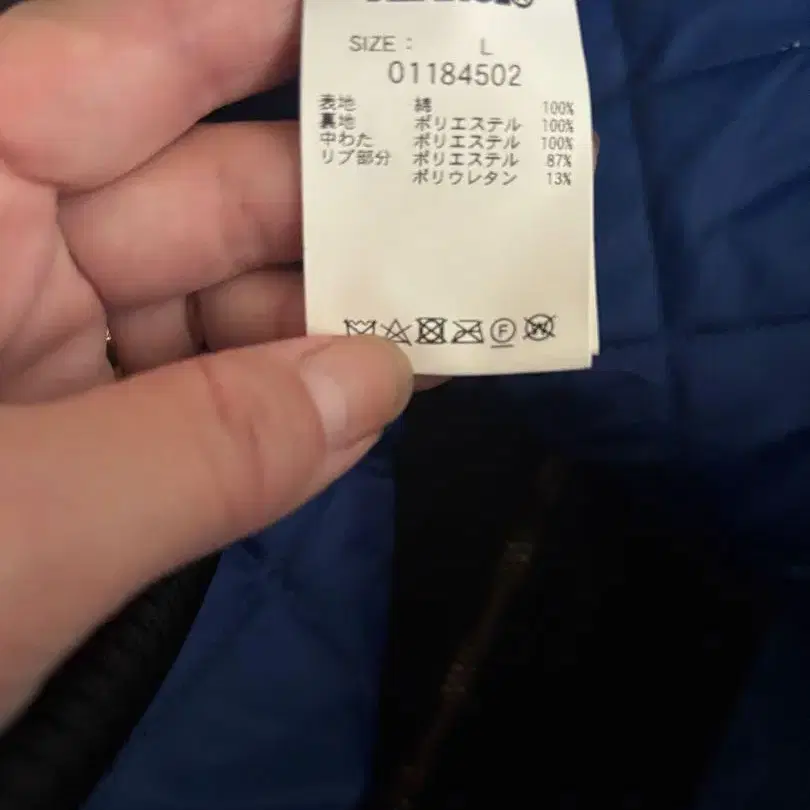 SIZE : L
01184502
表地 綿 100%
裏地 ポリエステル 100%
中わた ポリエステル 100%
リブ部分 ポリエステル 87%
ポリウレタン 13%
F W